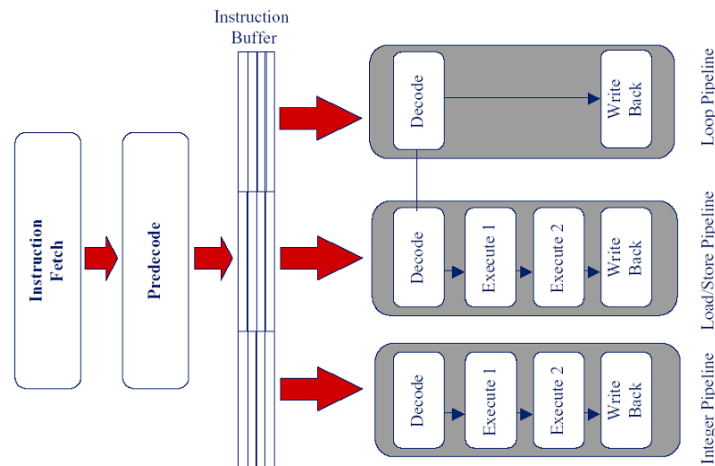 Instruction
Buffer
Instruction
Fetch
Predecode
Decode
Write
Back
Loop Pipeline
Decode
Execute 1
Execute 2
Write
Back
Load/Store Pipeline
Decode
Execute 1
Execute 2
Write
Back
Integer Pipeline